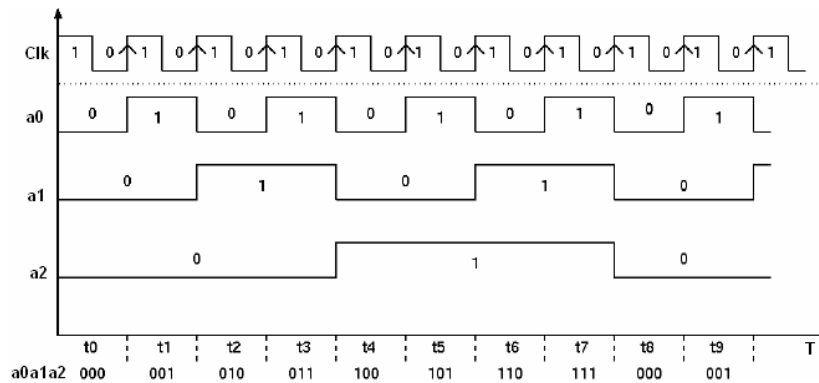 Clk 1 0 1 0 1 0 1 0 1 0 1 0 1 0 1 0 1 0 1 0 1
a0 0 1 0 1 0 1 0 1 0 1
a1 0 1 0 1 0
a2 0 1 0
t0 t1 t2 t3 t4 t5 t6 t7 t8 t9 T
a0a1a2 000 001 010 011 100 101 110 111 000 001